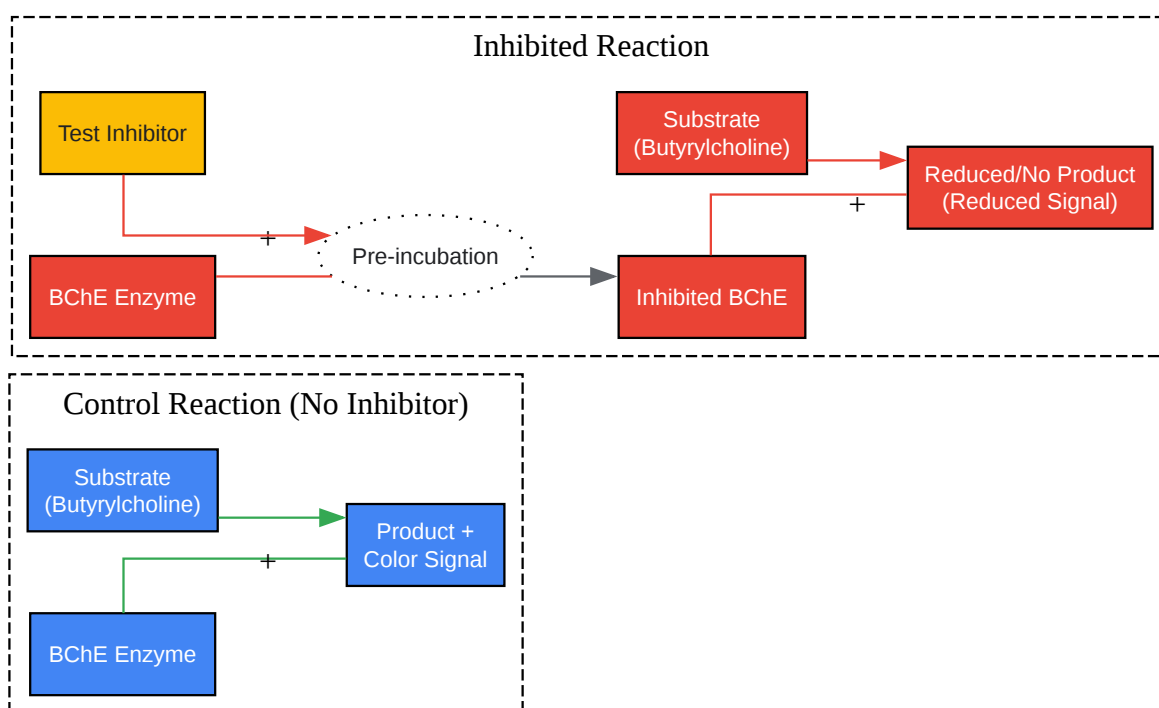 Inhibited Reaction
Test Inhibitor
+
BChE Enzyme
Pre-incubation
Substrate
(Butyrylcholine)
Inhibited BChE
+
Reduced/No Product
(Reduced Signal)
Control Reaction (No Inhibitor)
Substrate
(Butyrylcholine)
+
BChE Enzyme
Product +
Color Signal